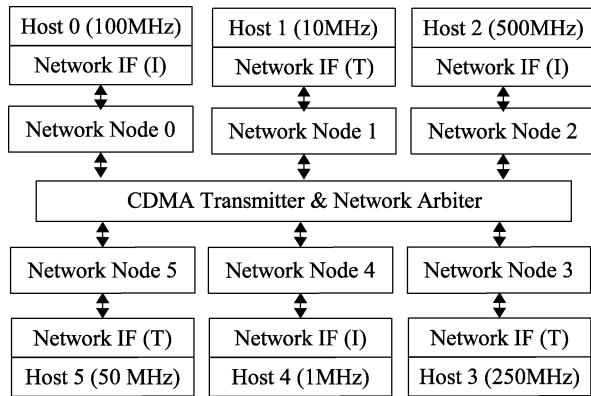 Host 0 (100MHz)
Network IF (I)
Network Node 0
Host 1 (10MHz)
Network IF (T)
Network Node 1
Host 2 (500MHz)
Network IF (I)
Network Node 2
CDMA Transmitter & Network Arbiter
Network Node 5
Network IF (T)
Host 5 (50 MHz)
Network Node 4
Network IF (I)
Host 4 (1MHz)
Network Node 3
Network IF (T)
Host 3 (250MHz)